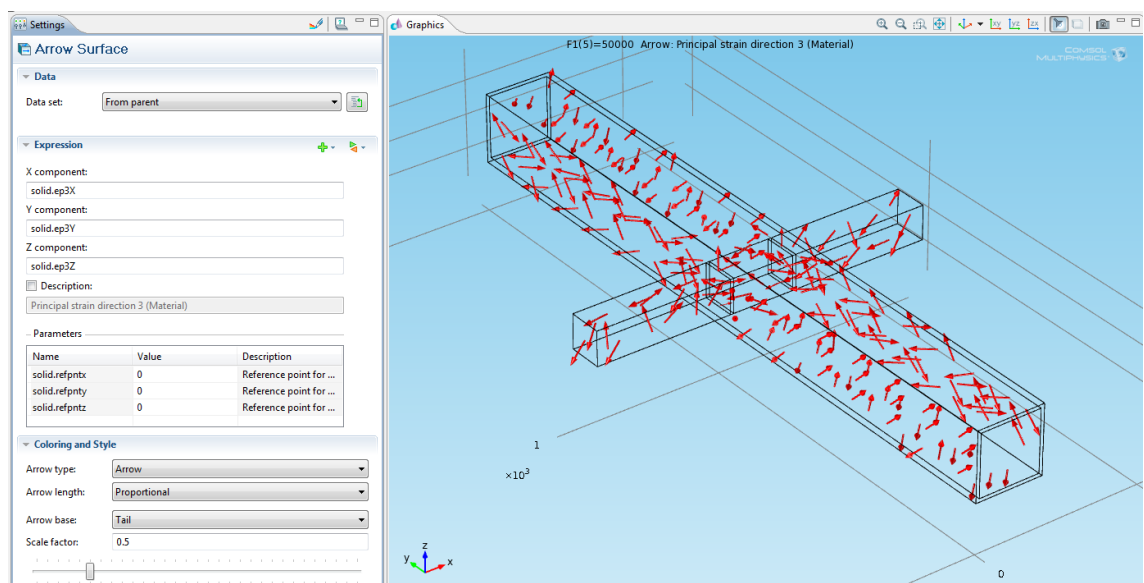 Settings
Arrow Surface
Data
Data set:
From parent
Expression
X component:
solid.ep3X
Y component:
solid.ep3Y
Z component:
solid.ep3Z
Description:
Principal strain direction 3 (Material)
Parameters
Name Value Description
solid.refpntx 0 Reference point for ...
solid.refpnty 0 Reference point for ...
solid.refpntz 0 Reference point for ...
Coloring and Style
Arrow type: Arrow
Arrow length: Proportional
Arrow base: Tail
Scale factor: 0.5
Graphics
xy yz zx
F1(5)=50000 Arrow: Principal strain direction 3 (Material)
COMSOL
MULTIPHYSICS
1
×10³
0
z
y x